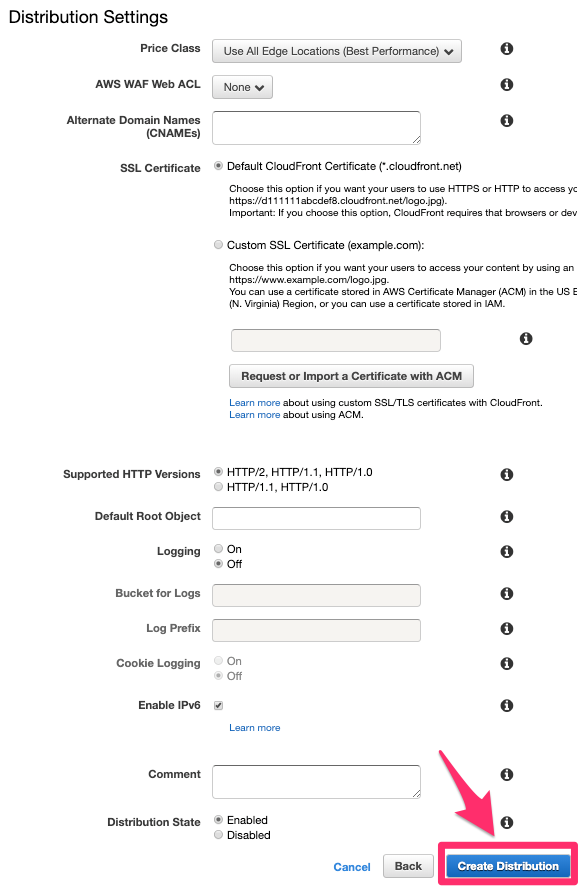 Distribution Settings
Price Class
Use All Edge Locations (Best Performance)
AWS WAF Web ACL
None
Alternate Domain Names
(CNAMEs)
SSL Certificate
Default CloudFront Certificate (*.cloudfront.net)
Choose this option if you want your users to use HTTPS or HTTP to access yo
https://d111111abcdef8.cloudfront.net/logo.jpg).
Important: If you choose this option, CloudFront requires that browsers or dev
Custom SSL Certificate (example.com):
Choose this option if you want your users to access your content by using an
https://www.example.com/logo.jpg.
You can use a certificate stored in AWS Certificate Manager (ACM) in the US E
(N. Virginia) Region, or you can use a certificate stored in IAM.
Request or Import a Certificate with ACM
Learn more about using custom SSL/TLS certificates with CloudFront.
Learn more about using ACM.
Supported HTTP Versions
HTTP/2, HTTP/1.1, HTTP/1.0
HTTP/1.1, HTTP/1.0
Default Root Object
Logging
On
Off
Bucket for Logs
Log Prefix
Cookie Logging
On
Off
Enable IPv6
Learn more
Comment
Distribution State
Enabled
Disabled
Cancel
Back
Create Distribution